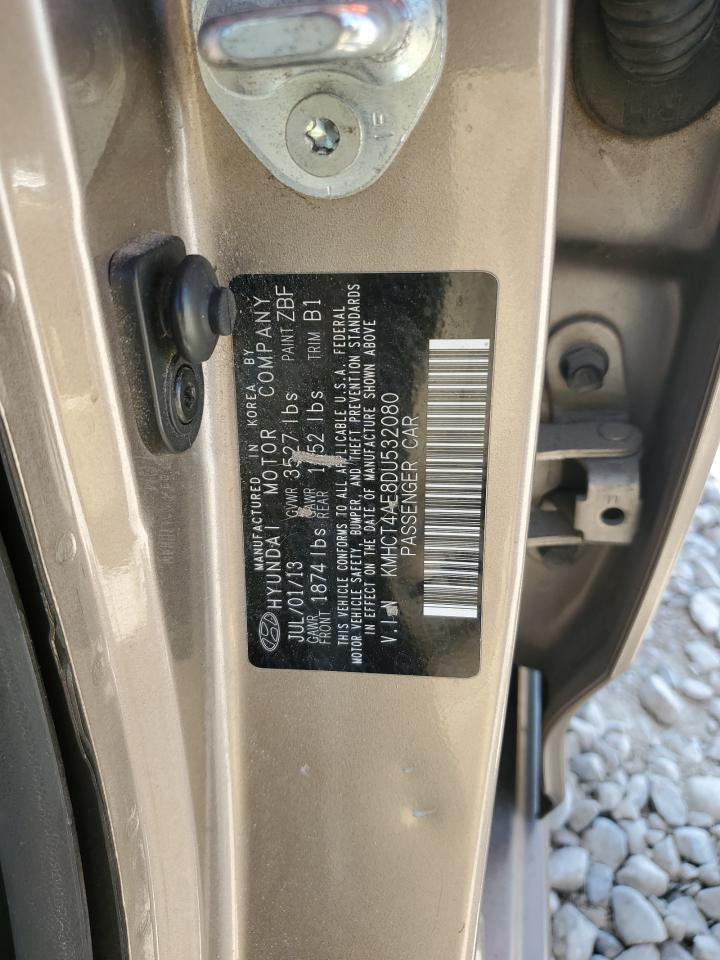 MANUFACTURED IN KOREA BY
HYUNDAI MOTOR COMPANY
JUL/01/13 GVWR 3527 lbs PAINT ZBF
GAWR FRONT 1874 lbs GAWR REAR lbs TRIM B1
THIS VEHICLE CONFORMS TO ALL APPLICABLE U.S.A. FEDERAL
MOTOR VEHICLE SAFETY, BUMPER, AND THEFT PREVENTION STANDARDS
IN EFFECT ON THE DATE OF MANUFACTURE SHOWN ABOVE
V.I.N KMHCT4AE8DU532080
PASSENGER CAR
RH